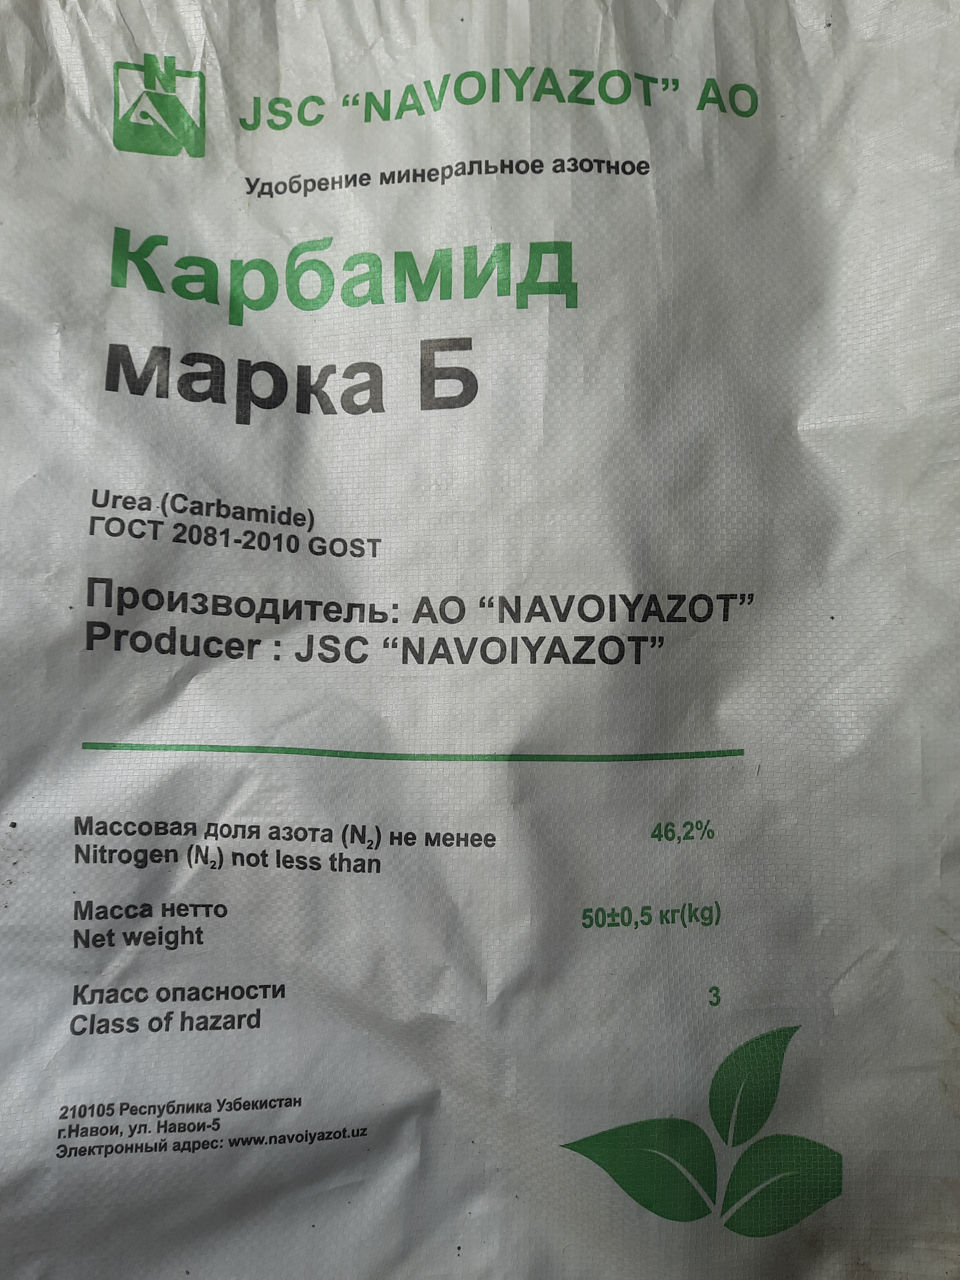 N
JSC “NAVOIYAZOT” АО
Удобрение минеральное азотное
Карбамид
марка Б
Urea (Carbamide)
ГОСТ 2081-2010 GOST
Производитель: АО “NAVOIYAZOT”
Producer : JSC “NAVOIYAZOT”
Массовая доля азота (N₂) не менее 46,2%
Nitrogen (N₂) not less than
Масса нетто 50±0,5 кг(kg)
Net weight
Класс опасности 3
Class of hazard
210105 Республика Узбекистан
г.Навои, ул. Навои-5
Электронный адрес: www.navoiyazot.uz